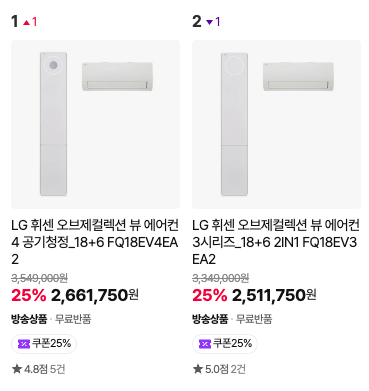 1 ▲1
LG 휘센 오브제컬렉션 뷰 에어컨
4 공기청정_18+6 FQ18EV4EA
2
3,549,000원
25% 2,661,750원
방송상품 · 무료반품
쿠폰25%
★4.8점 5건
2 ▼1
LG 휘센 오브제컬렉션 뷰 에어컨
3시리즈_18+6 2IN1 FQ18EV3
EA2
3,349,000원
25% 2,511,750원
방송상품 · 무료반품
쿠폰25%
★5.0점 2건